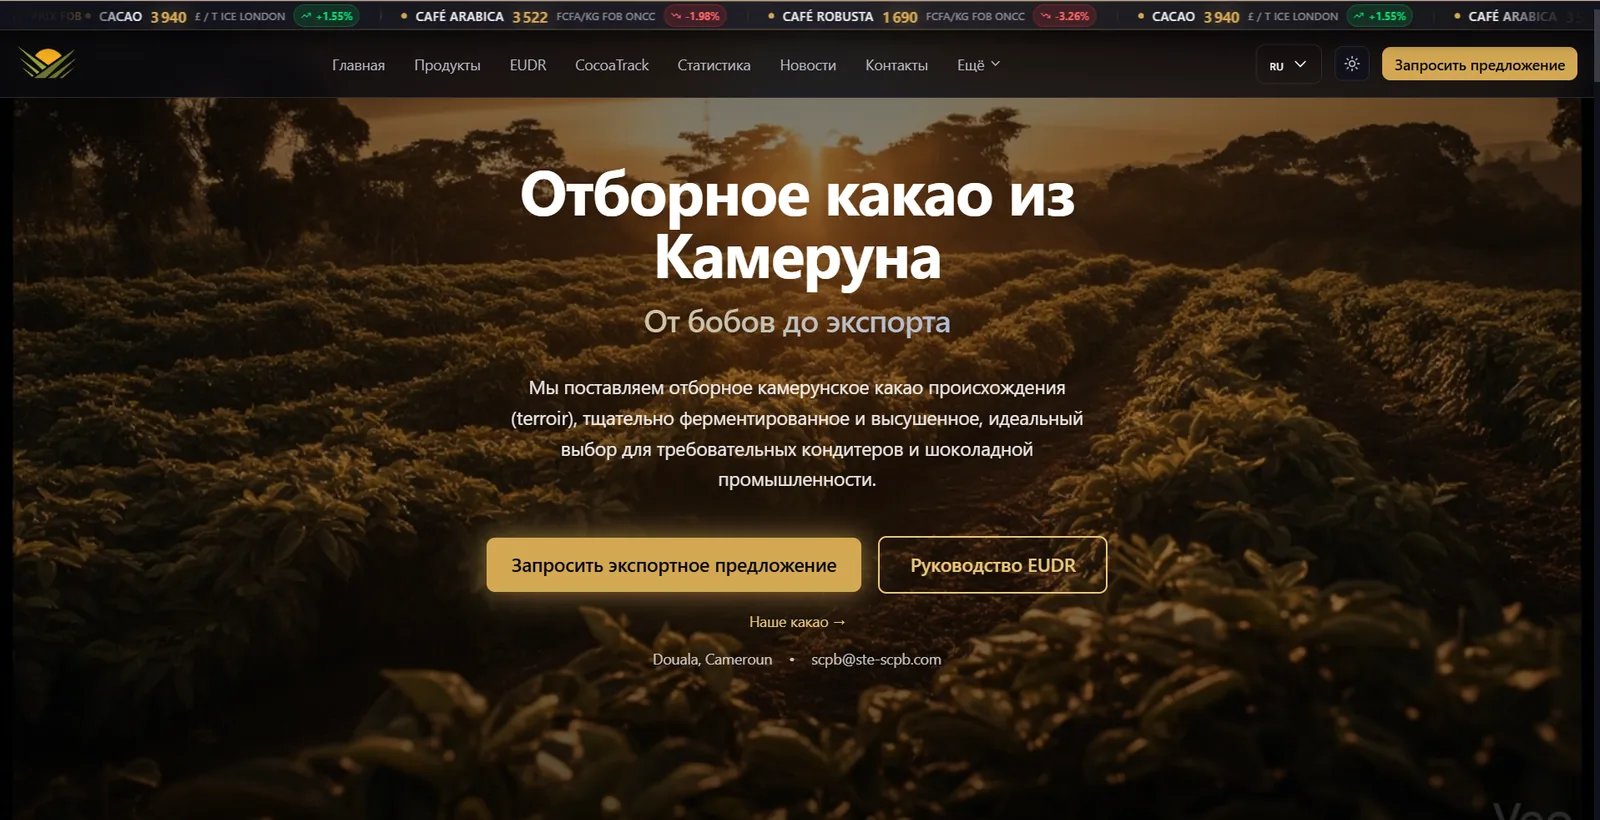 CACAO 3 940 £ / T ICE LONDON +1.55% • CAFÉ ARABICA 3 522 FCFA/KG FOB ONCC -1.98% • CAFÉ ROBUSTA 1 690 FCFA/KG FOB ONCC -3.26% • CACAO 3 940 £ / T ICE LONDON +1.55% • CAFÉ ARABICA
Главная Продукты EUDR CocoaTrack Статистика Новости Контакты Ещё RU Запросить предложение
Отборное какао из
Камеруна
От бобов до экспорта
Мы поставляем отборное камерунское какао происхождения
(terroir), тщательно ферментированное и высушенное, идеальный
выбор для требовательных кондитеров и шоколадной
промышленности.
Запросить экспортное предложение Руководство EUDR
Наше какао →
Douala, Cameroun • scpb@ste-scpb.com